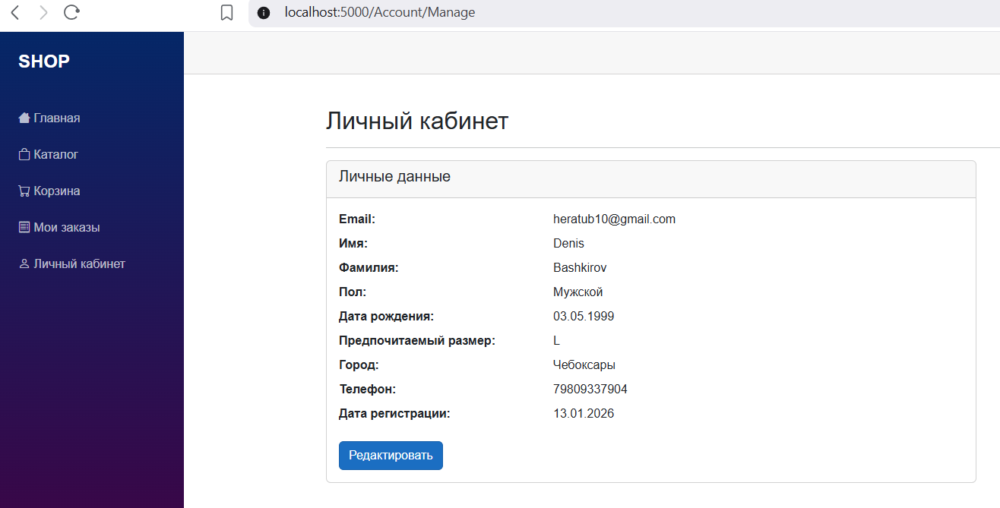 localhost:5000/Account/Manage
SHOP
Главная
Каталог
Корзина
Мои заказы
Личный кабинет
Личный кабинет
Личные данные
Email: heratub10@gmail.com
Имя: Denis
Фамилия: Bashkirov
Пол: Мужской
Дата рождения: 03.05.1999
Предпочитаемый размер: L
Город: Чебоксары
Телефон: 79809337904
Дата регистрации: 13.01.2026
Редактировать